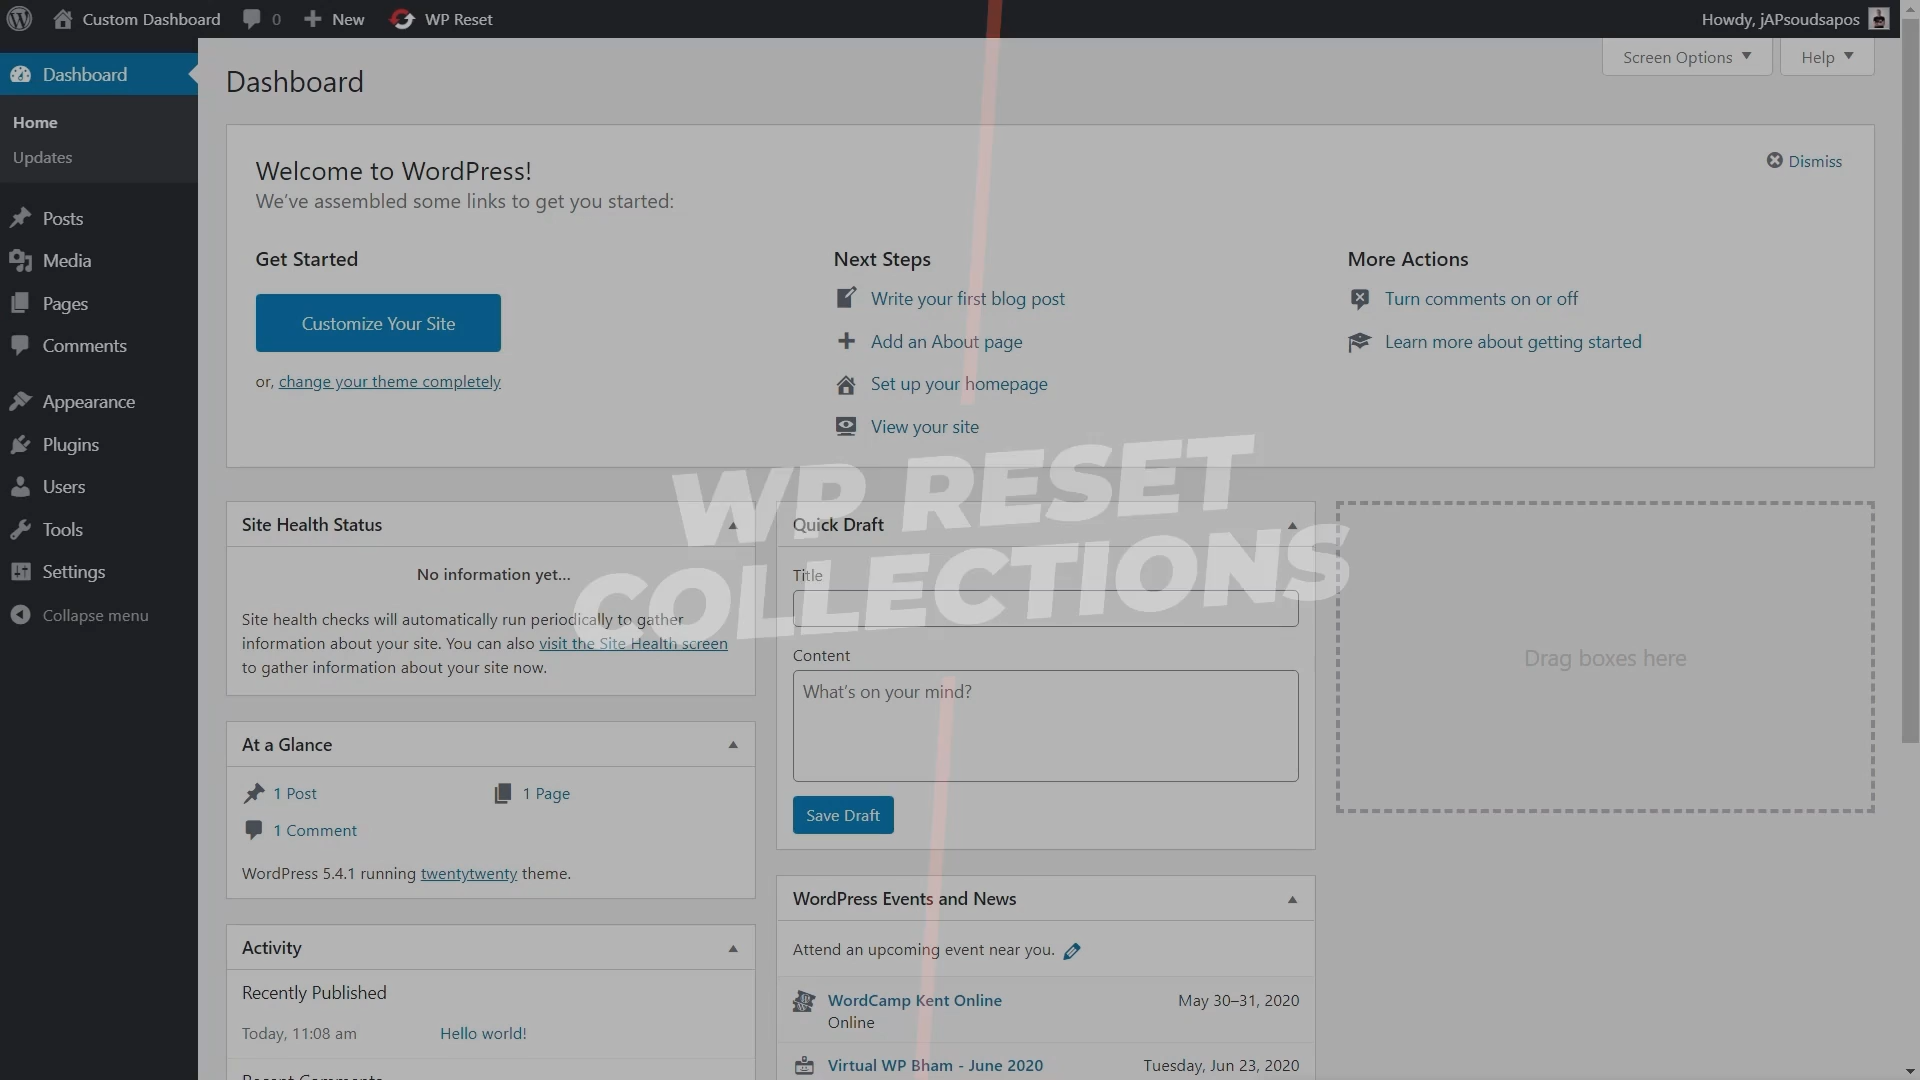 Custom Dashboard
0
New
WP Reset
Howdy, jAPsoudsapos
Dashboard
Home
Updates
Posts
Media
Pages
Comments
Appearance
Plugins
Users
Tools
Settings
Collapse menu
Dashboard
Screen Options
Help
Welcome to WordPress!
We've assembled some links to get you started:
Dismiss
Get Started
Customize Your Site
or, change your theme completely
Next Steps
Write your first blog post
Add an About page
Set up your homepage
View your site
More Actions
Turn comments on or off
Learn more about getting started
WP RESET
COLLECTIONS
Site Health Status
No information yet...
Site health checks will automatically run periodically to gather
information about your site. You can also visit the Site Health screen
to gather information about your site now.
At a Glance
1 Post
1 Page
1 Comment
WordPress 5.4.1 running twentytwenty theme.
Activity
Recently Published
Today, 11:08 am
Hello world!
Recent Comments
Quick Draft
Title
Content
What's on your mind?
Save Draft
WordPress Events and News
Attend an upcoming event near you.
WordCamp Kent Online
May 30–31, 2020
Online
Virtual WP Bham - June 2020
Tuesday, Jun 23, 2020
Drag boxes here